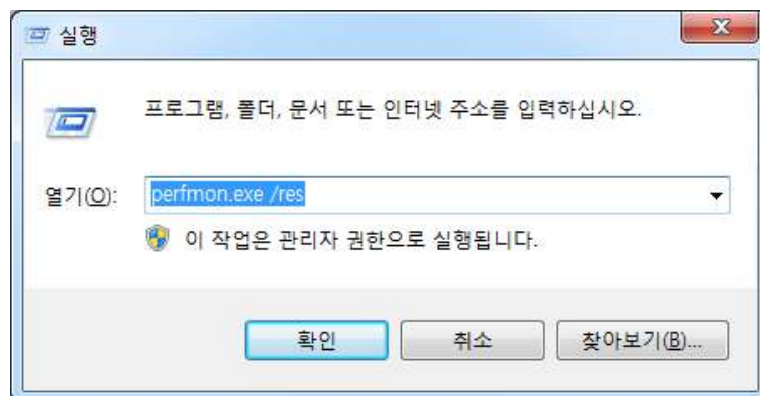 실행
프로그램, 폴더, 문서 또는 인터넷 주소를 입력하십시오.
열기(O): perfmon.exe /res
이 작업은 관리자 권한으로 실행됩니다.
확인 취소 찾아보기(B)...